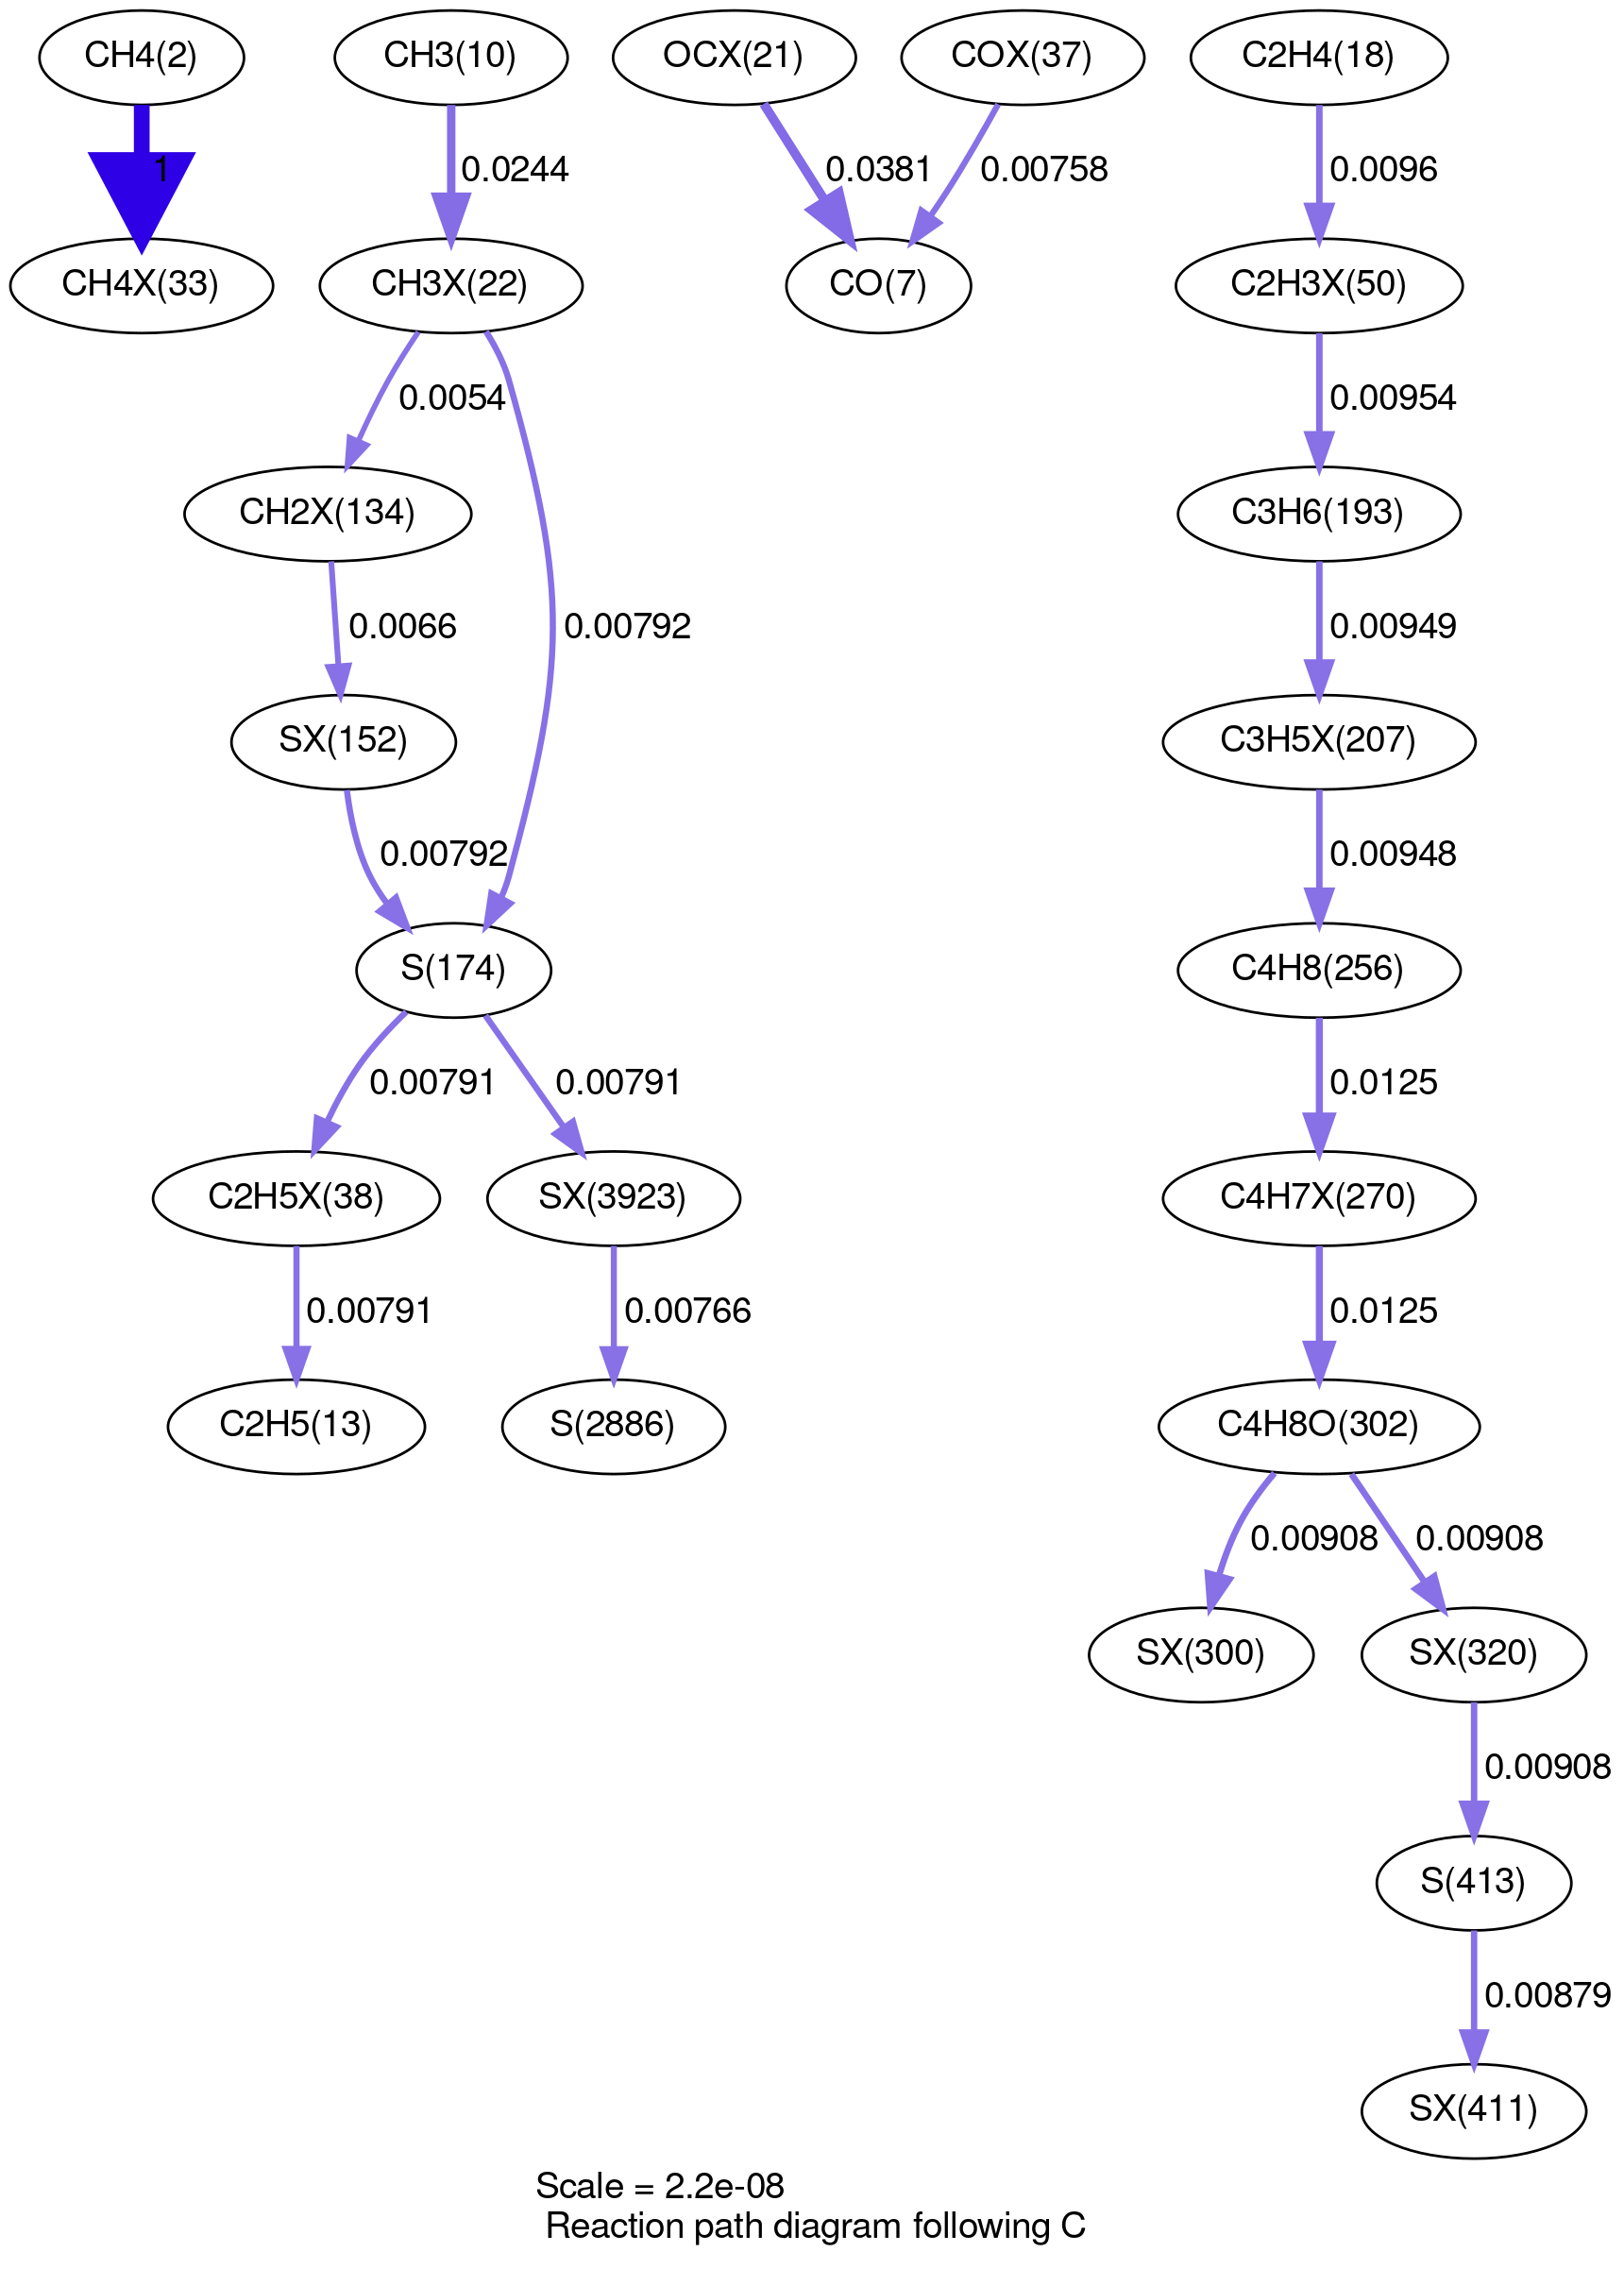 CH4(2)
CH3(10)
OCX(21)
COX(37)
C2H4(18)
1
0.0244
0.0381
0.00758
0.0096
CH4X(33)
CH3X(22)
CO(7)
C2H3X(50)
0.0054
0.00954
CH2X(134)
C3H6(193)
0.0066
0.00792
0.00949
SX(152)
C3H5X(207)
0.00792
0.00948
S(174)
C4H8(256)
0.00791
0.00791
0.0125
C2H5X(38)
SX(3923)
C4H7X(270)
0.00791
0.00766
0.0125
C2H5(13)
S(2886)
C4H8O(302)
0.00908
0.00908
SX(300)
SX(320)
0.00908
S(413)
0.00879
SX(411)
Scale = 2.2e-08
Reaction path diagram following C